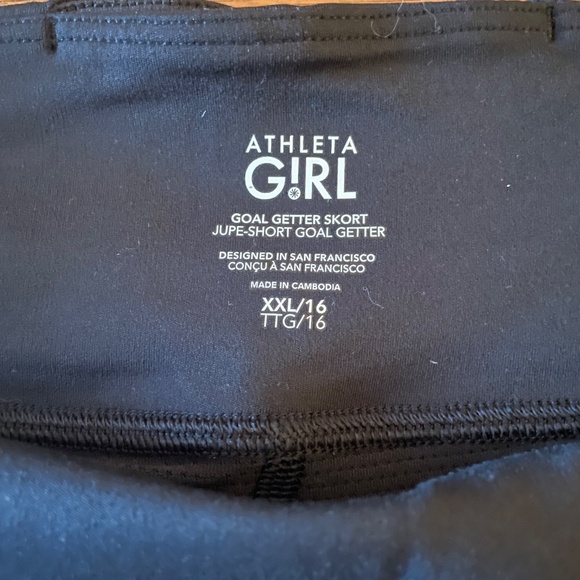 ATHLETA
G!RL
GOAL GETTER SKORT
JUPE-SHORT GOAL GETTER
DESIGNED IN SAN FRANCISCO
CONÇU À SAN FRANCISCO
MADE IN CAMBODIA
XXL/16
TTG/16